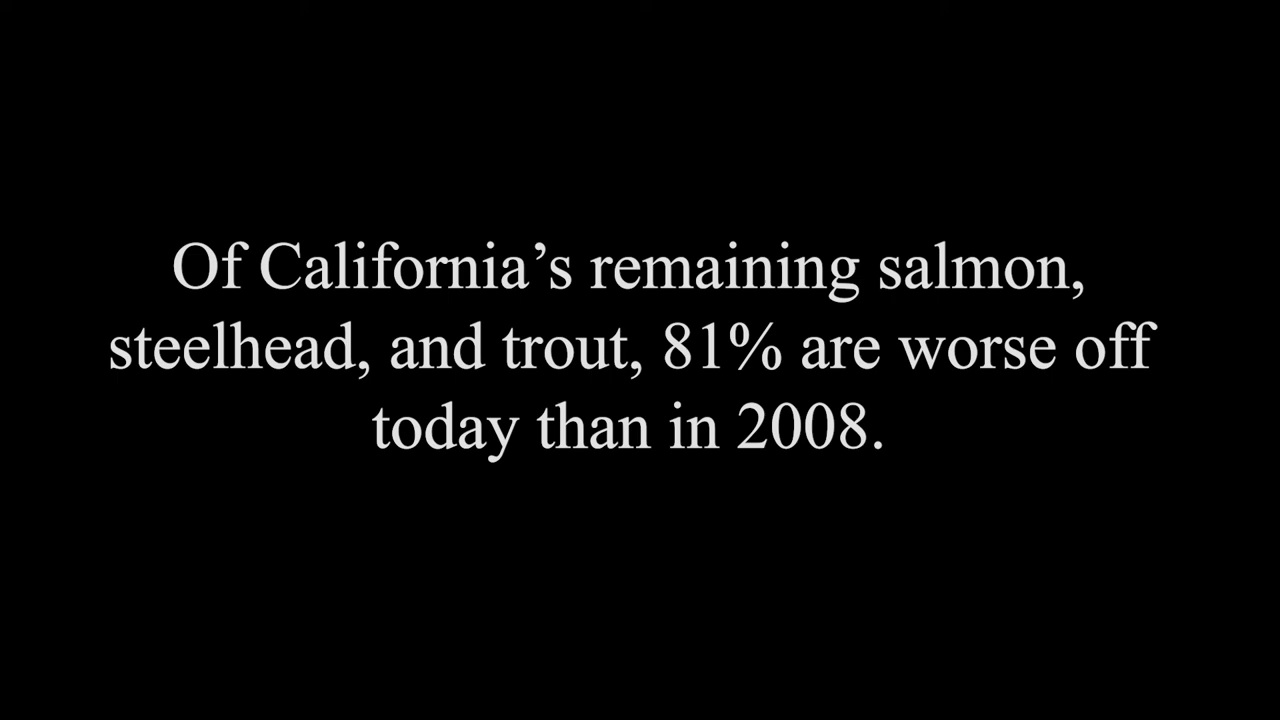 Of California’s remaining salmon,
steelhead, and trout, 81% are worse off
today than in 2008.